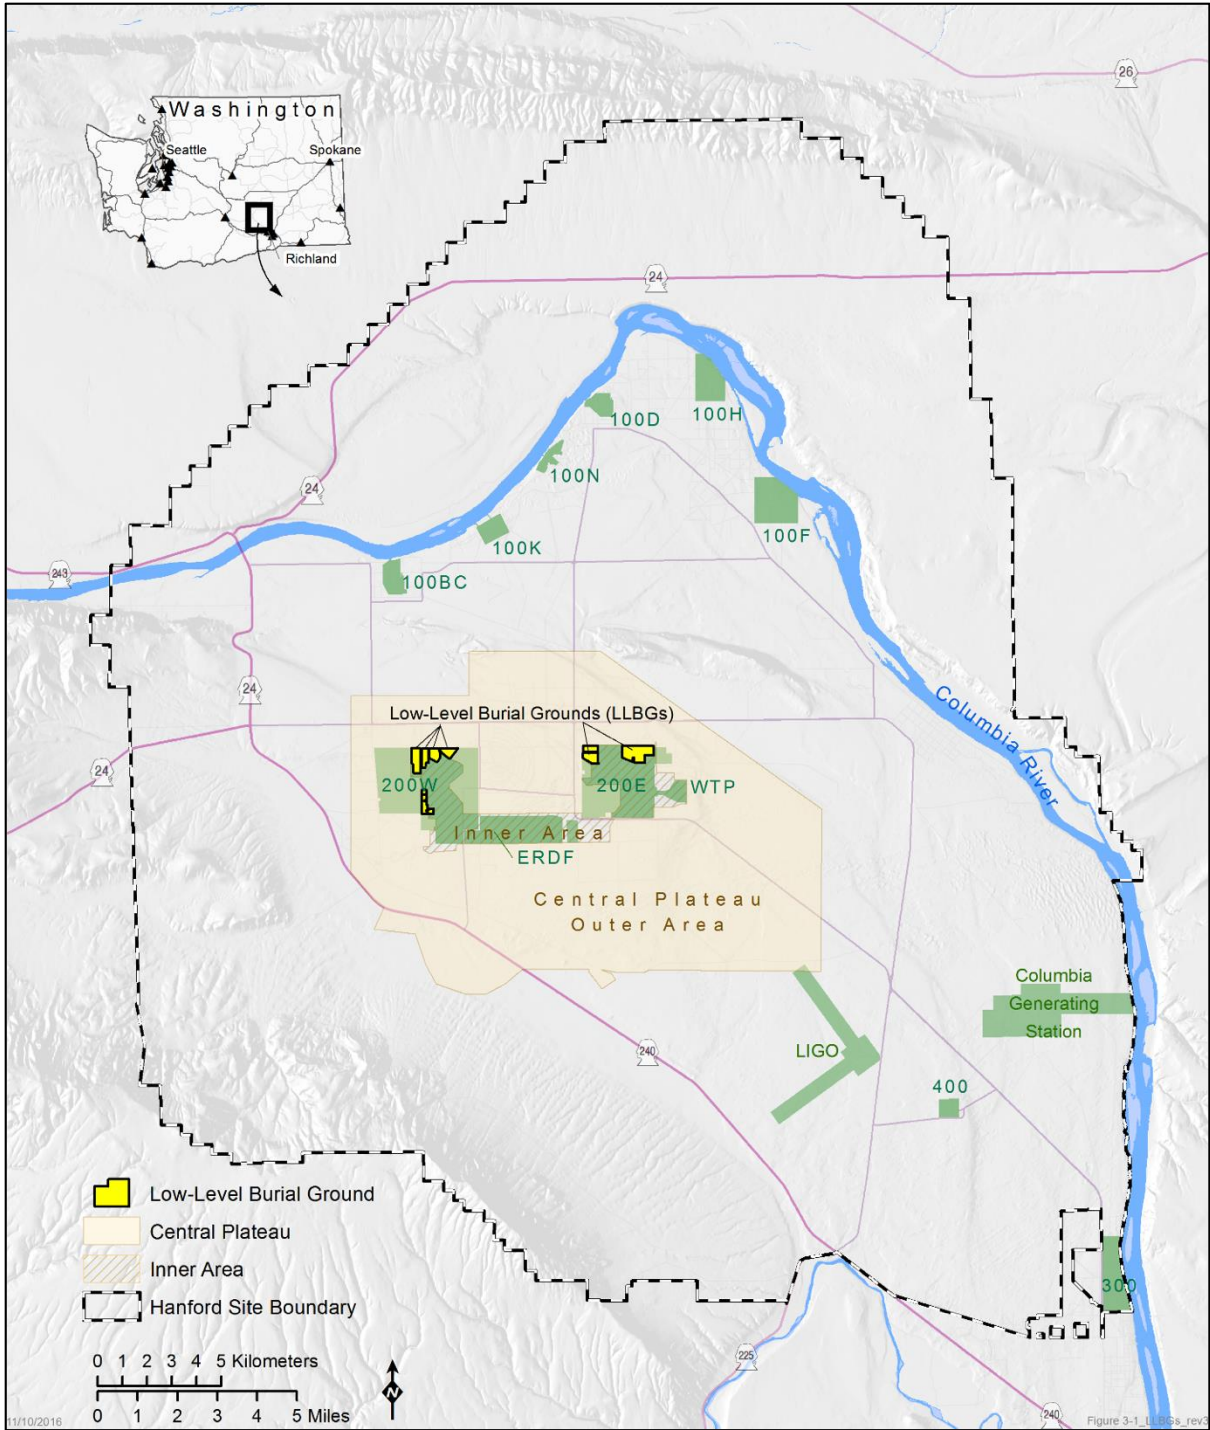 26
Washington
Seattle
Spokane
Richland
24
100H
100D
100N
24
100F
100K
243
100BC
24
Columbia River
Low-Level Burial Grounds (LLBGs)
24
200W
200E
WTP
Inner Area
ERDF
Central Plateau
Outer Area
Columbia
Generating
Station
LIGO
240
400
Low-Level Burial Ground
Central Plateau
Inner Area
300
Hanford Site Boundary
0 1 2 3 4 5 Kilometers
225
N
0 1 2 3 4 5 Miles
240
11/10/2016
Figure 3-1_LLBGs_rev3